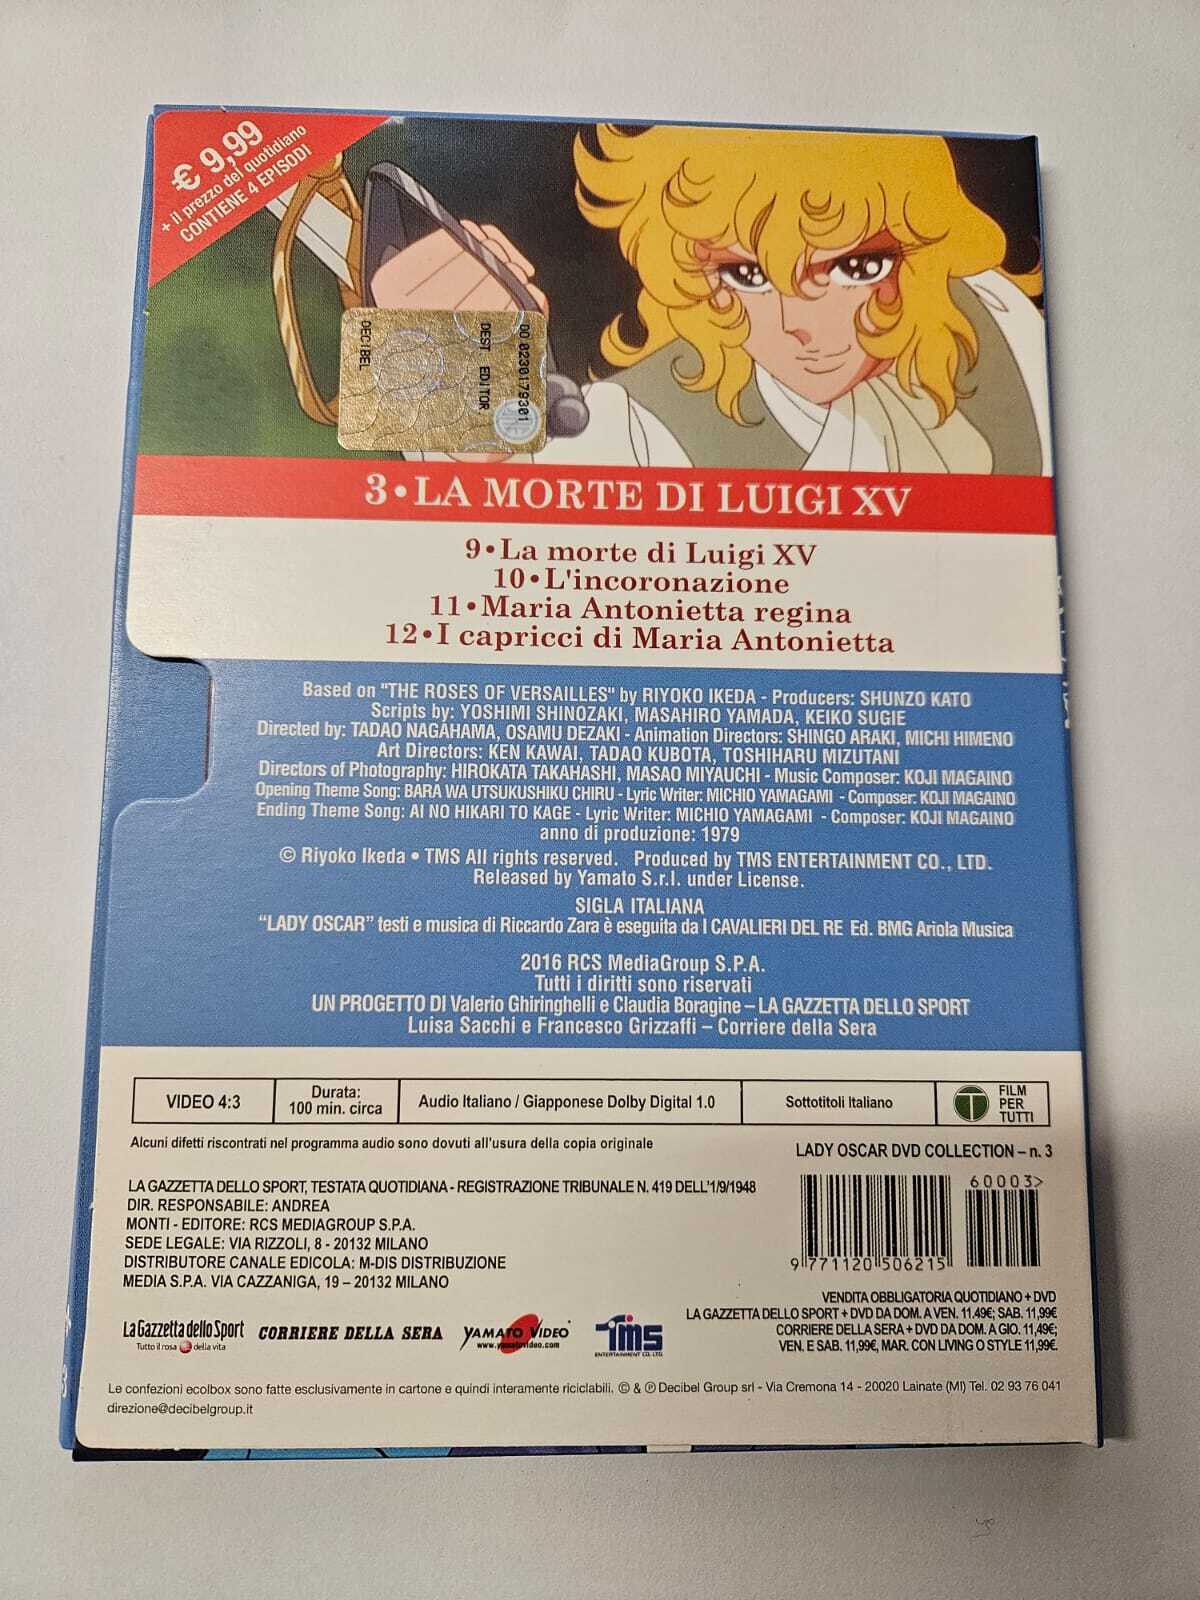 € 9,99
+ il prezzo del quotidiano
CONTIENE 4 EPISODI
DECIBEL
DEST EDITOR
DO 0230179301
3•LA MORTE DI LUIGI XV
9•La morte di Luigi XV
10•L'incoronazione
11•Maria Antonietta regina
12•I capricci di Maria Antonietta
Based on "THE ROSES OF VERSAILLES" by RIYOKO IKEDA - Producers: SHUNZO KATO
Scripts by: YOSHIMI SHINOZAKI, MASAHIRO YAMADA, KEIKO SUGIE
Directed by: TADAO NAGAHAMA, OSAMU DEZAKI - Animation Directors: SHINGO ARAKI, MICHI HIMENO
Art Directors: KEN KAWAI, TADAO KUBOTA, TOSHIHARU MIZUTANI
Directors of Photography: HIROKATA TAKAHASHI, MASAO MIYAUCHI - Music Composer: KOJI MAGAINO
Opening Theme Song: BARA WA UTSUKUSHIKU CHIRU - Lyric Writer: MICHIO YAMAGAMI - Composer: KOJI MAGAINO
Ending Theme Song: AI NO HIKARI TO KAGE - Lyric Writer: MICHIO YAMAGAMI - Composer: KOJI MAGAINO
anno di produzione: 1979
© Riyoko Ikeda • TMS All rights reserved. Produced by TMS ENTERTAINMENT CO., LTD.
Released by Yamato S.r.l. under License.
SIGLA ITALIANA
“LADY OSCAR” testi e musica di Riccardo Zara è eseguita da I CAVALIERI DEL RE Ed. BMG Ariola Musica
2016 RCS MediaGroup S.P.A.
Tutti i diritti sono riservati
UN PROGETTO DI Valerio Ghiringhelli e Claudia Boragine – LA GAZZETTA DELLO SPORT
Luisa Sacchi e Francesco Grizzaffi – Corriere della Sera
VIDEO 4:3
Durata:
100 min. circa
Audio Italiano / Giapponese Dolby Digital 1.0
Sottotitoli Italiano
T
FILM
PER
TUTTI
Alcuni difetti riscontrati nel programma audio sono dovuti all'usura della copia originale
LADY OSCAR DVD COLLECTION – n. 3
LA GAZZETTA DELLO SPORT, TESTATA QUOTIDIANA - REGISTRAZIONE TRIBUNALE N. 419 DELL'1/9/1948
DIR. RESPONSABILE: ANDREA
MONTI - EDITORE: RCS MEDIAGROUP S.P.A.
SEDE LEGALE: VIA RIZZOLI, 8 - 20132 MILANO
DISTRIBUTORE CANALE EDICOLA: M-DIS DISTRIBUZIONE
MEDIA S.P.A. VIA CAZZANIGA, 19 – 20132 MILANO
60003>
9 771120 506215
VENDITA OBBLIGATORIA QUOTIDIANO + DVD
LA GAZZETTA DELLO SPORT + DVD DA DOM. A VEN. 11.49€; SAB. 11,99€
CORRIERE DELLA SERA + DVD DA DOM. A GIO. 11,49€;
VEN. E SAB. 11,99€, MAR. CON LIVING O STYLE 11,99€.
La Gazzetta dello Sport
Tutto il rosa della vita
CORRIERE DELLA SERA
YAMATO VIDEO
www.yamatovideo.com
TMS
ENTERTAINMENT CO., LTD.
Le confezioni ecolbox sono fatte esclusivamente in cartone e quindi interamente riciclabili. © & ℗ Decibel Group srl - Via Cremona 14 - 20020 Lainate (MI) Tel. 02 93 76 041
direzione@decibelgroup.it